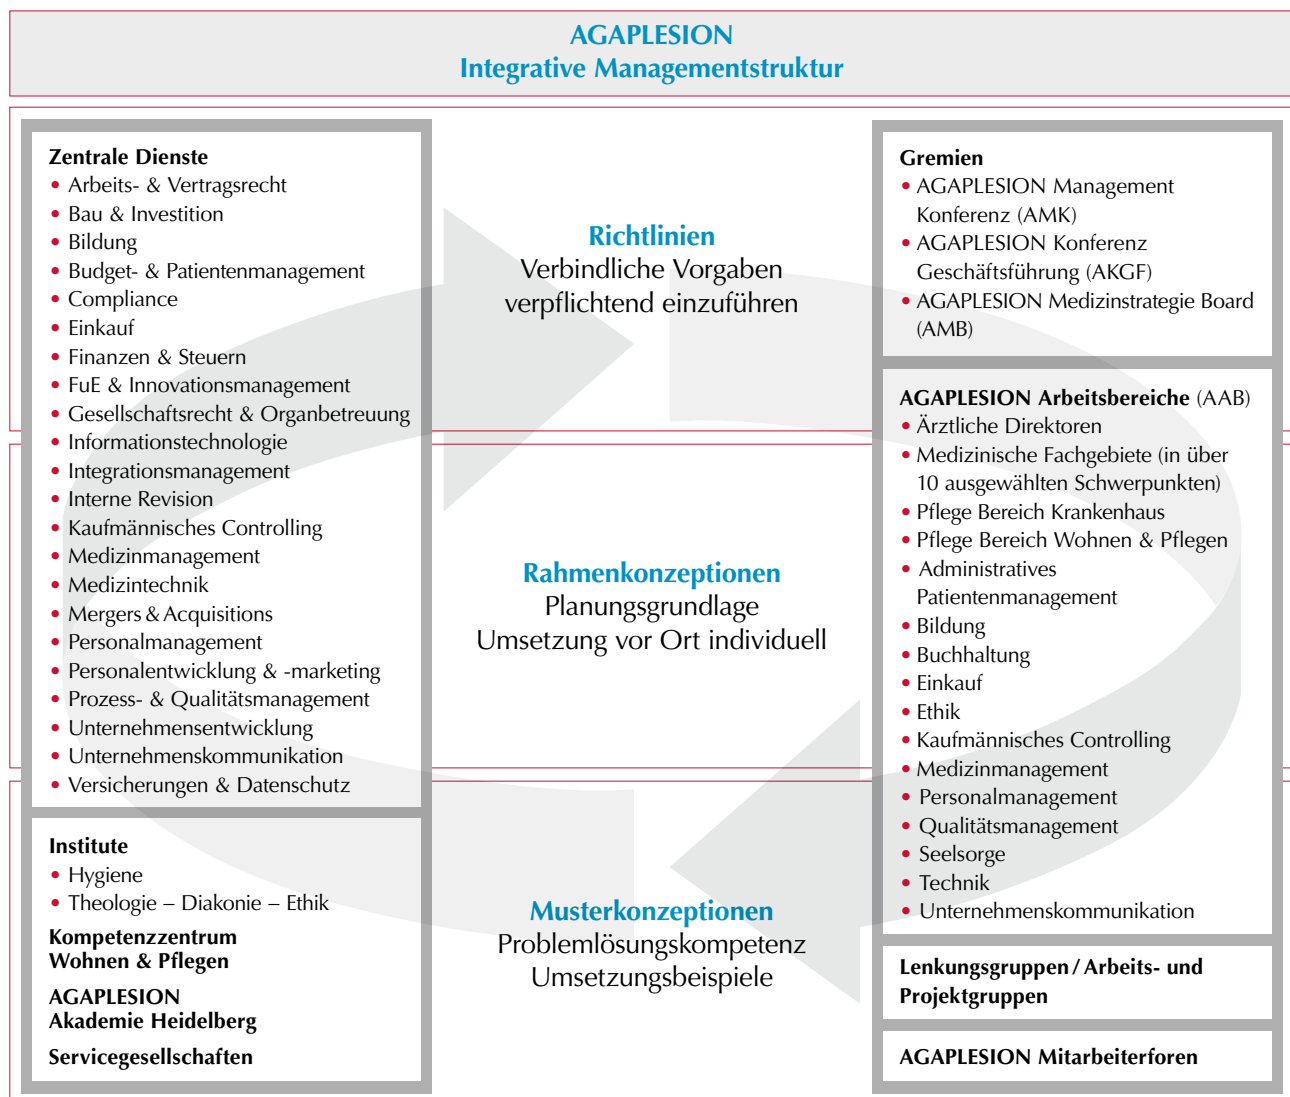 AGAPLESION
Integrative Managementstruktur
Zentrale Dienste
• Arbeits- & Vertragsrecht
• Bau & Investition
• Bildung
• Budget- & Patientenmanagement
• Compliance
• Einkauf
• Finanzen & Steuern
• FuE & Innovationsmanagement
• Gesellschaftsrecht & Organbetreuung
• Informationstechnologie
• Integrationsmanagement
• Interne Revision
• Kaufmännisches Controlling
• Medizinmanagement
• Medizintechnik
• Mergers & Acquisitions
• Personalmanagement
• Personalentwicklung & -marketing
• Prozess- & Qualitätsmanagement
• Unternehmensentwicklung
• Unternehmenskommunikation
• Versicherungen & Datenschutz
Institute
• Hygiene
• Theologie – Diakonie – Ethik
Kompetenzzentrum
Wohnen & Pflegen
AGAPLESION
Akademie Heidelberg
Servicegesellschaften
Richtlinien
Verbindliche Vorgaben
verpflichtend einzuführen
Rahmenkonzeptionen
Planungsgrundlage
Umsetzung vor Ort individuell
Musterkonzeptionen
Problemlösungskompetenz
Umsetzungsbeispiele
Gremien
• AGAPLESION Management
Konferenz (AMK)
• AGAPLESION Konferenz
Geschäftsführung (AKGF)
• AGAPLESION Medizinstrategie Board
(AMB)
AGAPLESION Arbeitsbereiche (AAB)
• Ärztliche Direktoren
• Medizinische Fachgebiete (in über
10 ausgewählten Schwerpunkten)
• Pflege Bereich Krankenhaus
• Pflege Bereich Wohnen & Pflegen
• Administratives
Patientenmanagement
• Bildung
• Buchhaltung
• Einkauf
• Ethik
• Kaufmännisches Controlling
• Medizinmanagement
• Personalmanagement
• Qualitätsmanagement
• Seelsorge
• Technik
• Unternehmenskommunikation
Lenkungsgruppen / Arbeits- und
Projektgruppen
AGAPLESION Mitarbeiterforen